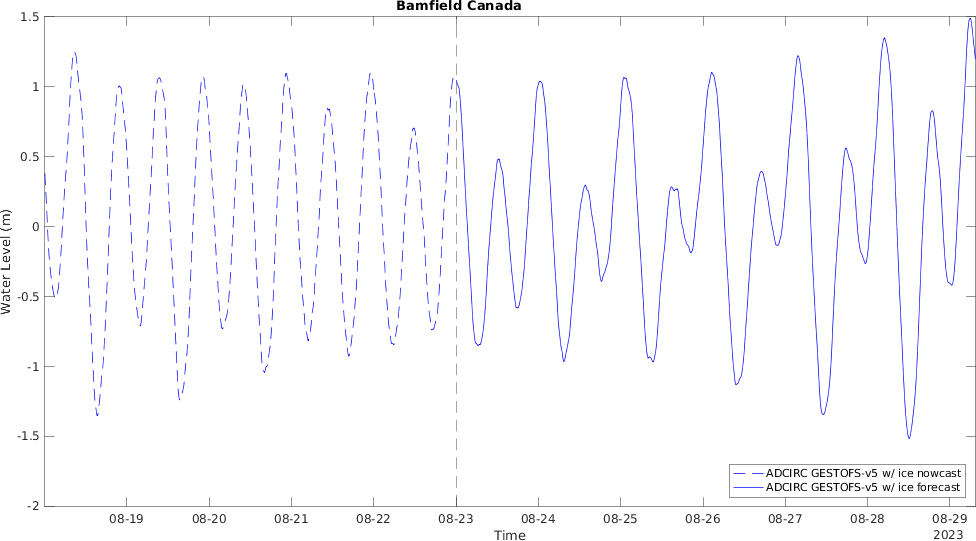 Bamfield Canada
1.5
1
0.5
0
-0.5
-1
-1.5
-2
Water Level (m)
ADCIRC GESTOFS-v5 w/ ice nowcast
ADCIRC GESTOFS-v5 w/ ice forecast
08-19 08-20 08-21 08-22 08-23 08-24 08-25 08-26 08-27 08-28 08-29
Time
2023